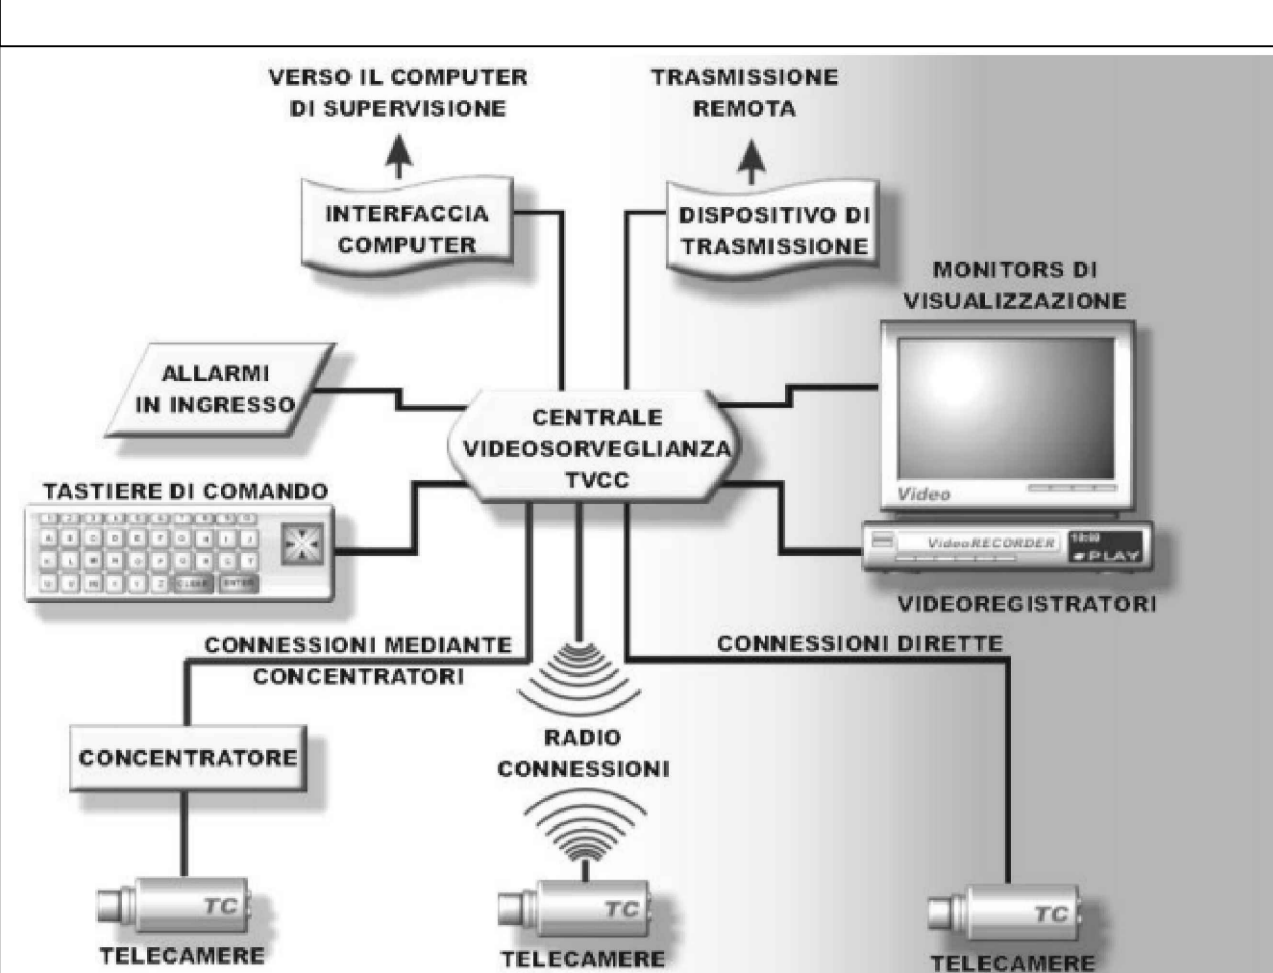 VERSO IL COMPUTER
DI SUPERVISIONE
TRASMISSIONE
REMOTA
INTERFACCIA
COMPUTER
DISPOSITIVO DI
TRASMISSIONE
MONITORS DI
VISUALIZZAZIONE
ALLARMI
IN INGRESSO
CENTRALE
VIDEOSORVEGLIANZA
TVCC
Video
TASTIERE DI COMANDO
CLEAR
ENTER
VideoRECORDER
PLAY
VIDEOREGISTRATORI
CONNESSIONI MEDIANTE
CONCENTRATORI
CONNESSIONI DIRETTE
CONCENTRATORE
RADIO
CONNESSIONI
TC
TELECAMERE
TC
TELECAMERE
TC
TELECAMERE